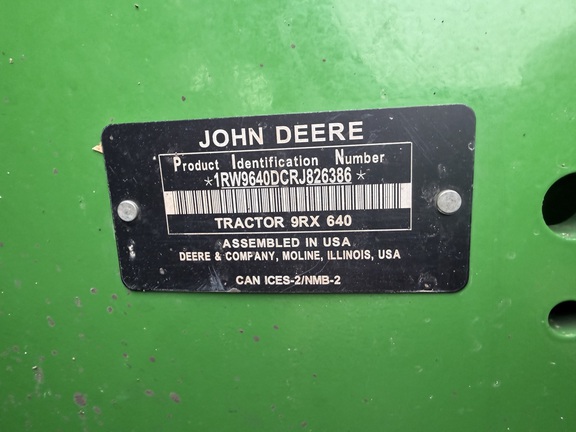 JOHN DEERE
Product Identification Number
*1RW9640DCRJ826386*
TRACTOR 9RX 640
ASSEMBLED IN USA
DEERE & COMPANY, MOLINE, ILLINOIS, USA
CAN ICES-2/NMB-2